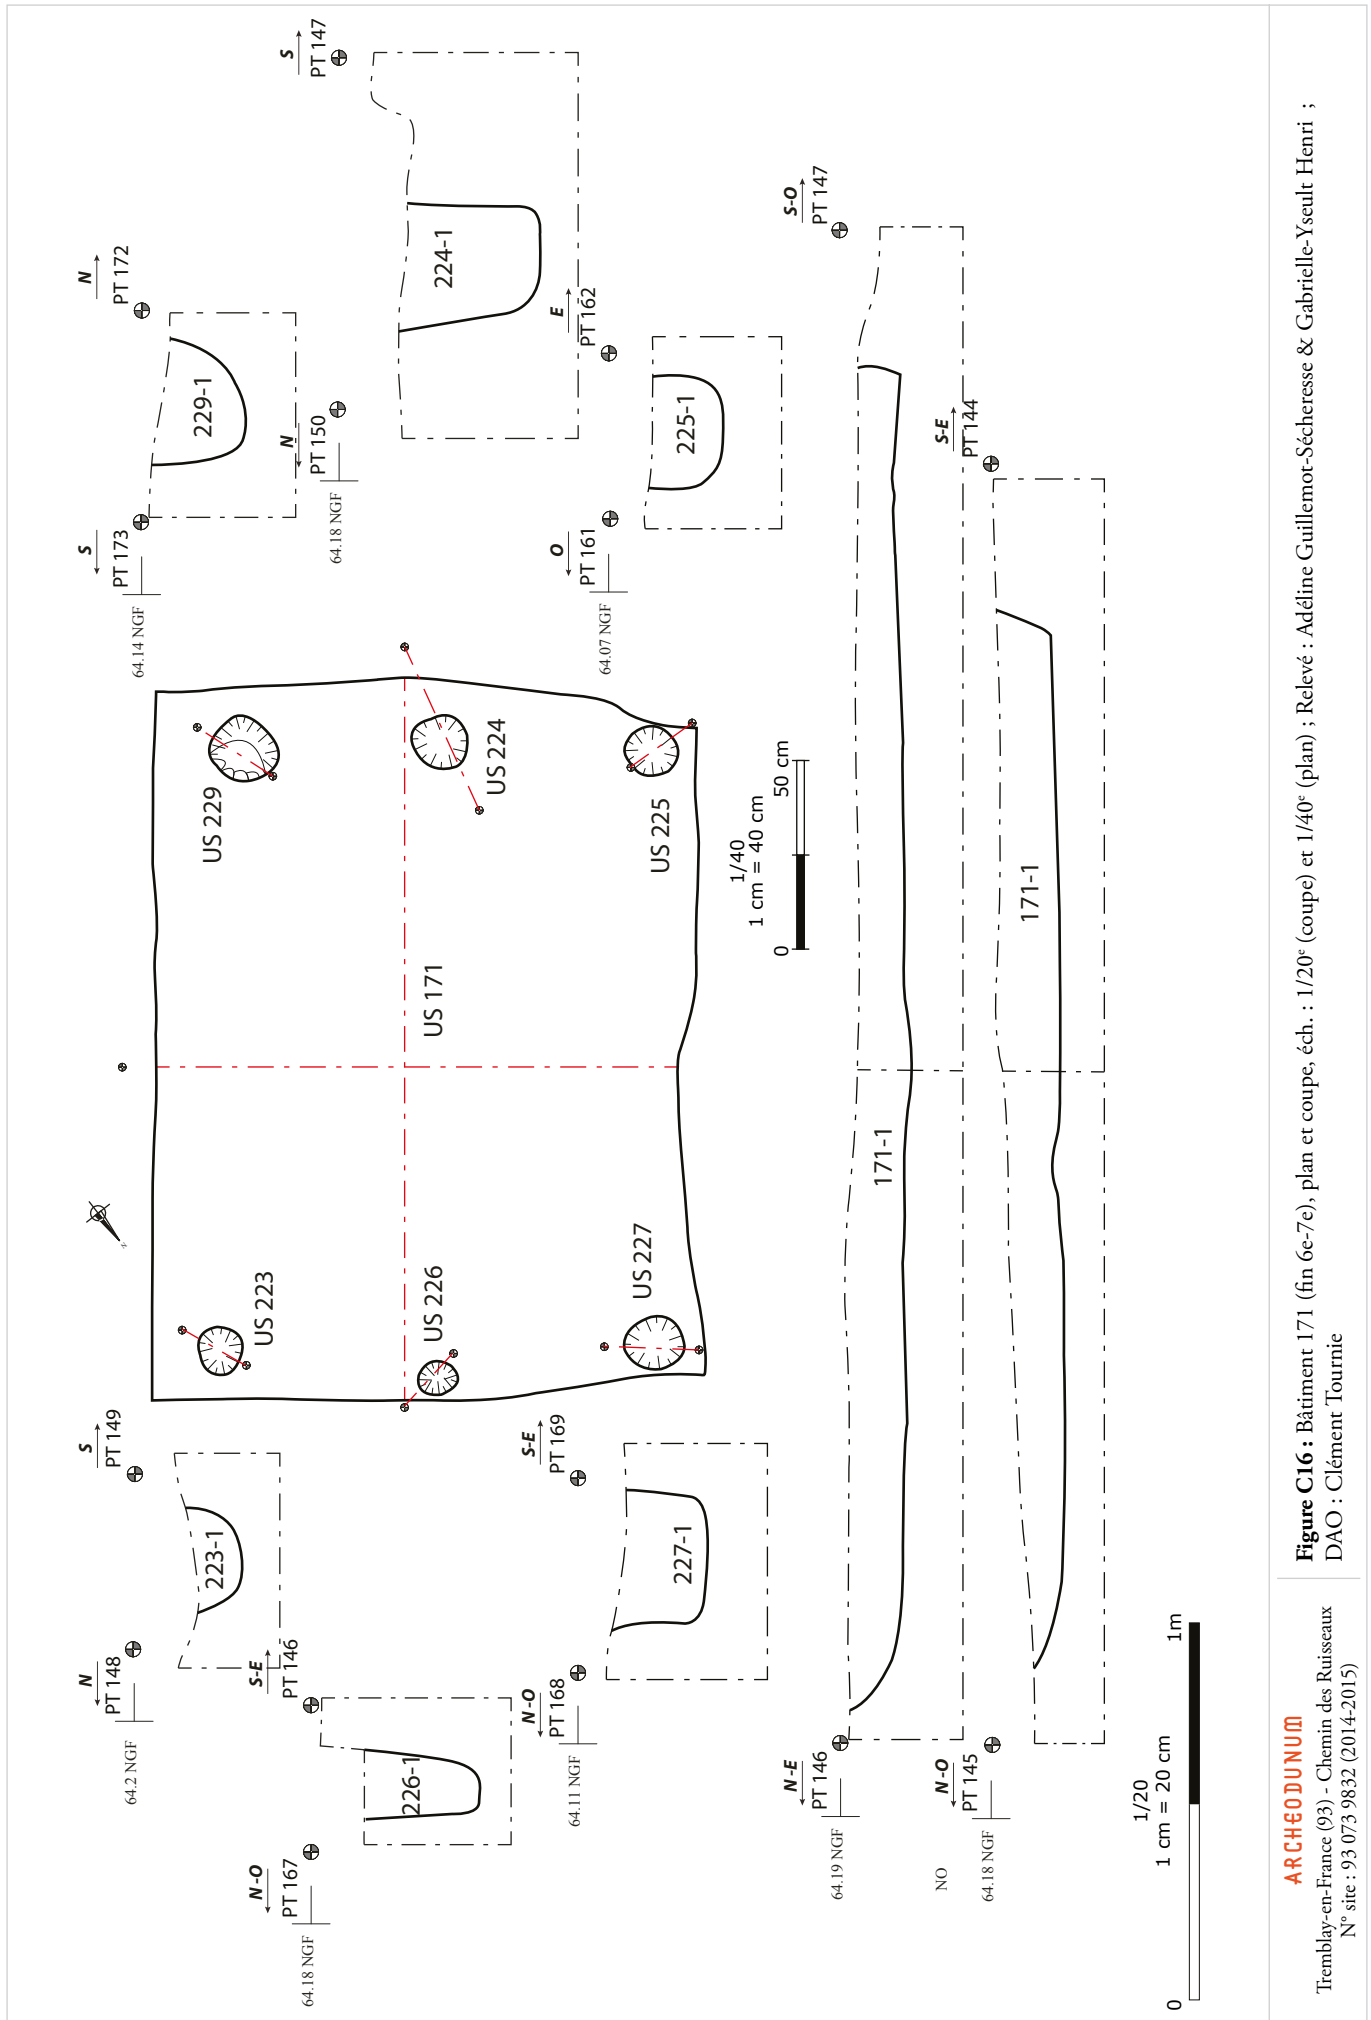 S
PT 149
N
PT 148
64.2 NGF
223-1
S-E
PT 146
N-O
PT 167
64.18 NGF
226-1
S-E
PT 169
N-O
PT 168
64.11 NGF
227-1
US 223
US 226
US 227
US 171
US 229
US 224
US 225
S
PT 173
64.14 NGF
N
PT 172
229-1
S
PT 147
N
PT 150
64.18 NGF
224-1
E
PT 162
O
PT 161
64.07 NGF
225-1
1/40
1 cm = 40 cm
0
50 cm
N-E
PT 146
64.19 NGF
S-O
PT 147
171-1
NO
N-O
PT 145
64.18 NGF
S-E
PT 144
171-1
1/20
1 cm = 20 cm
0
1m
ARCHEODUNUM
Tremblay-en-France (93) - Chemin des Ruisseaux
N° site : 93 073 9832 (2014-2015)
Figure C16 : Bâtiment 171 (fin 6e-7e), plan et coupe, éch. : 1/20e (coupe) et 1/40e (plan) ; Relevé : Adéline Guillemot-Sécheresse & Gabrielle-Yseult Henri ;
DAO : Clément Tournie